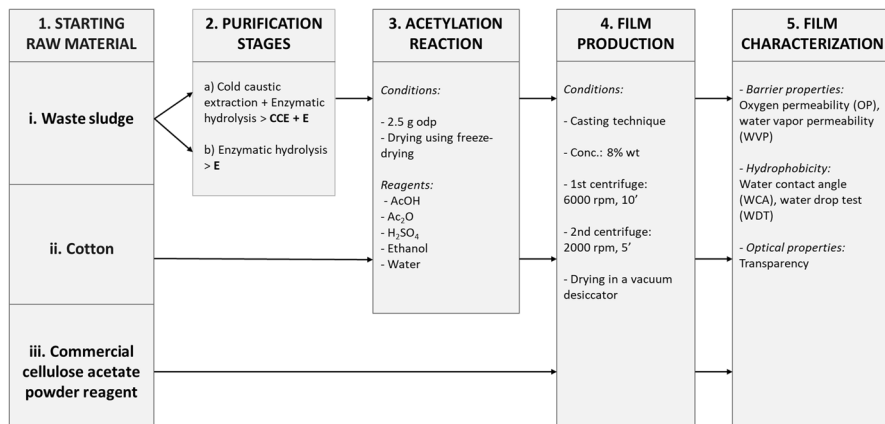 1. STARTING
RAW MATERIAL
i. Waste sludge
ii. Cotton
iii. Commercial
cellulose acetate
powder reagent
2. PURIFICATION
STAGES
a) Cold caustic
extraction + Enzymatic
hydrolysis > CCE + E
b) Enzymatic hydrolysis
> E
3. ACETYLATION
REACTION
Conditions:
- 2.5 g odp
- Drying using freeze-
drying
Reagents:
- AcOH
- Ac₂O
- H₂SO₄
- Ethanol
- Water
4. FILM
PRODUCTION
Conditions:
- Casting technique
- Conc.: 8% wt
- 1st centrifuge:
6000 rpm, 10’
- 2nd centrifuge:
2000 rpm, 5’
- Drying in a vacuum
desiccator
5. FILM
CHARACTERIZATION
- Barrier properties:
Oxygen permeability (OP),
water vapor permeability
(WVP)
- Hydrophobicity:
Water contact angle
(WCA), water drop test
(WDT)
- Optical properties:
Transparency